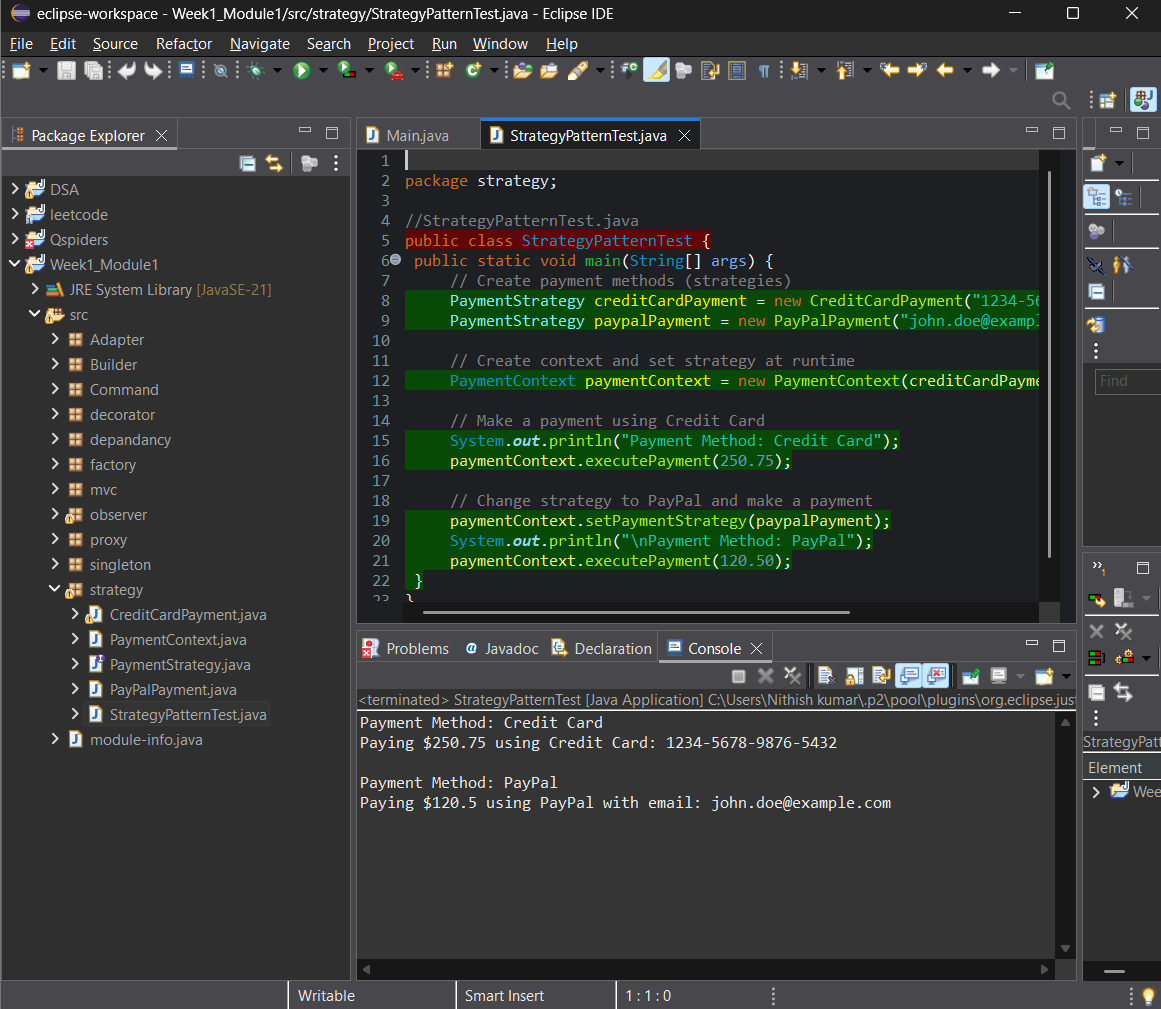 eclipse-workspace - Week1_Module1/src/strategy/StrategyPatternTest.java - Eclipse IDE
File Edit Source Refactor Navigate Search Project Run Window Help
Package Explorer
DSA
leetcode
Qspiders
Week1_Module1
JRE System Library [JavaSE-21]
src
Adapter
Builder
Command
decorator
depandancy
factory
mvc
observer
proxy
singleton
strategy
CreditCardPayment.java
PaymentContext.java
PaymentStrategy.java
PayPalPayment.java
StrategyPatternTest.java
module-info.java
Main.java StrategyPatternTest.java
1
2 package strategy;
3
4 //StrategyPatternTest.java
5 public class StrategyPatternTest {
6 public static void main(String[] args) {
7 // Create payment methods (strategies)
8 PaymentStrategy creditCardPayment = new CreditCardPayment("1234-56
9 PaymentStrategy paypalPayment = new PayPalPayment("john.doe@exampl
10
11 // Create context and set strategy at runtime
12 PaymentContext paymentContext = new PaymentContext(creditCardPayme
13
14 // Make a payment using Credit Card
15 System.out.println("Payment Method: Credit Card");
16 paymentContext.executePayment(250.75);
17
18 // Change strategy to PayPal and make a payment
19 paymentContext.setPaymentStrategy(paypalPayment);
20 System.out.println("\nPayment Method: PayPal");
21 paymentContext.executePayment(120.50);
22 }
23 }
Problems @ Javadoc Declaration Console
<terminated> StrategyPatternTest [Java Application] C:\Users\Nithish kumar\.p2\pool\plugins\org.eclipse.just
Payment Method: Credit Card
Paying $250.75 using Credit Card: 1234-5678-9876-5432

Payment Method: PayPal
Paying $120.5 using PayPal with email: john.doe@example.com
Find
StrategyPatt
Element
Wee
Writable Smart Insert 1 : 1 : 0